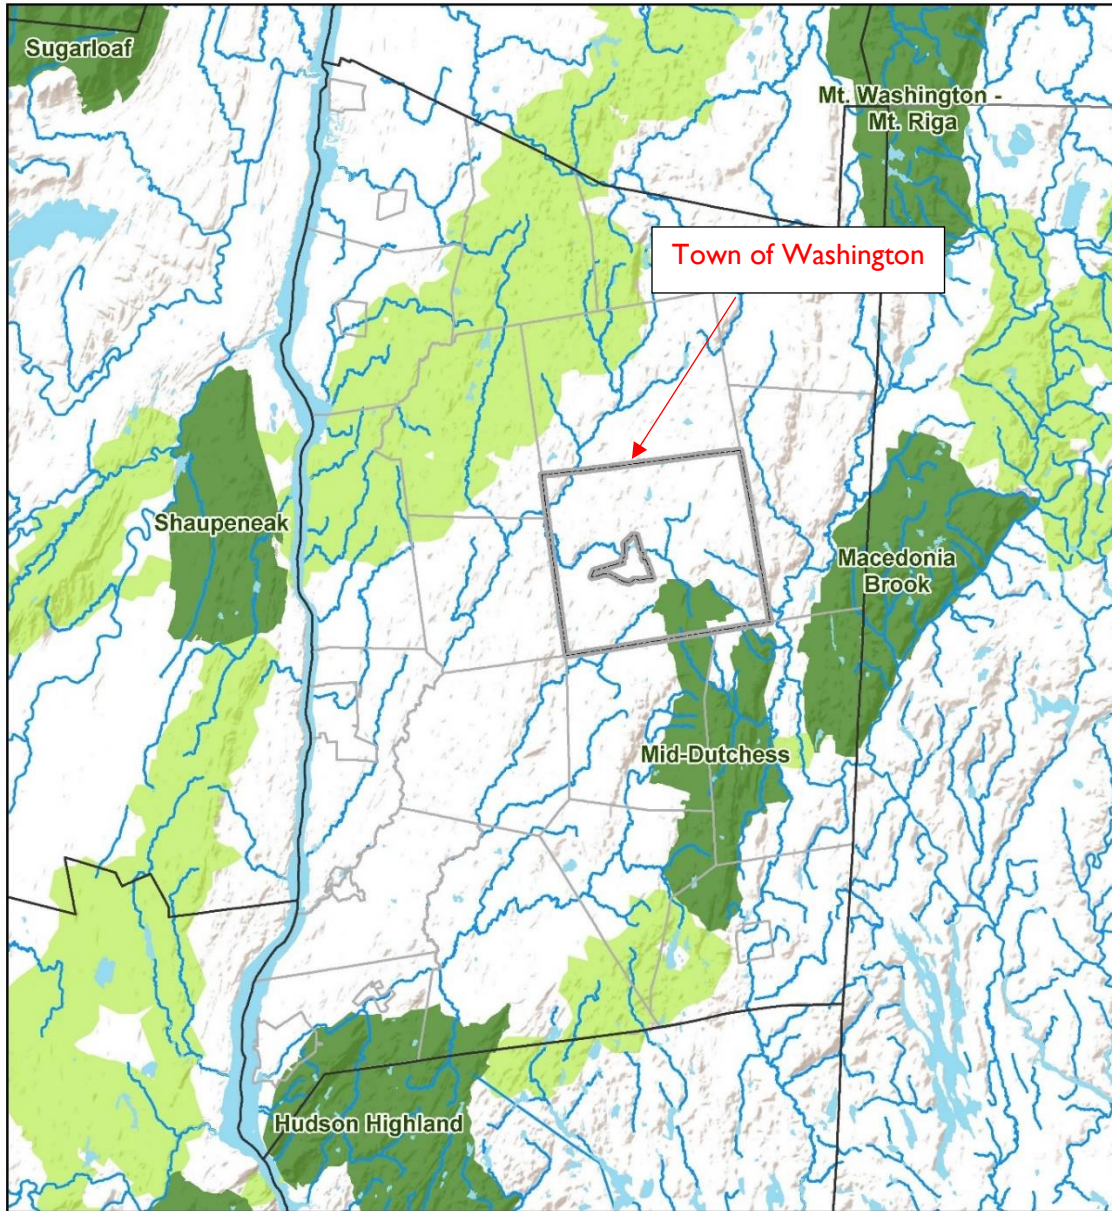 Sugarloaf
Mt. Washington -
Mt. Riga
Town of Washington
Shaupeneak
Macedonia
Brook
Mid-Dutchess
Hudson Highland